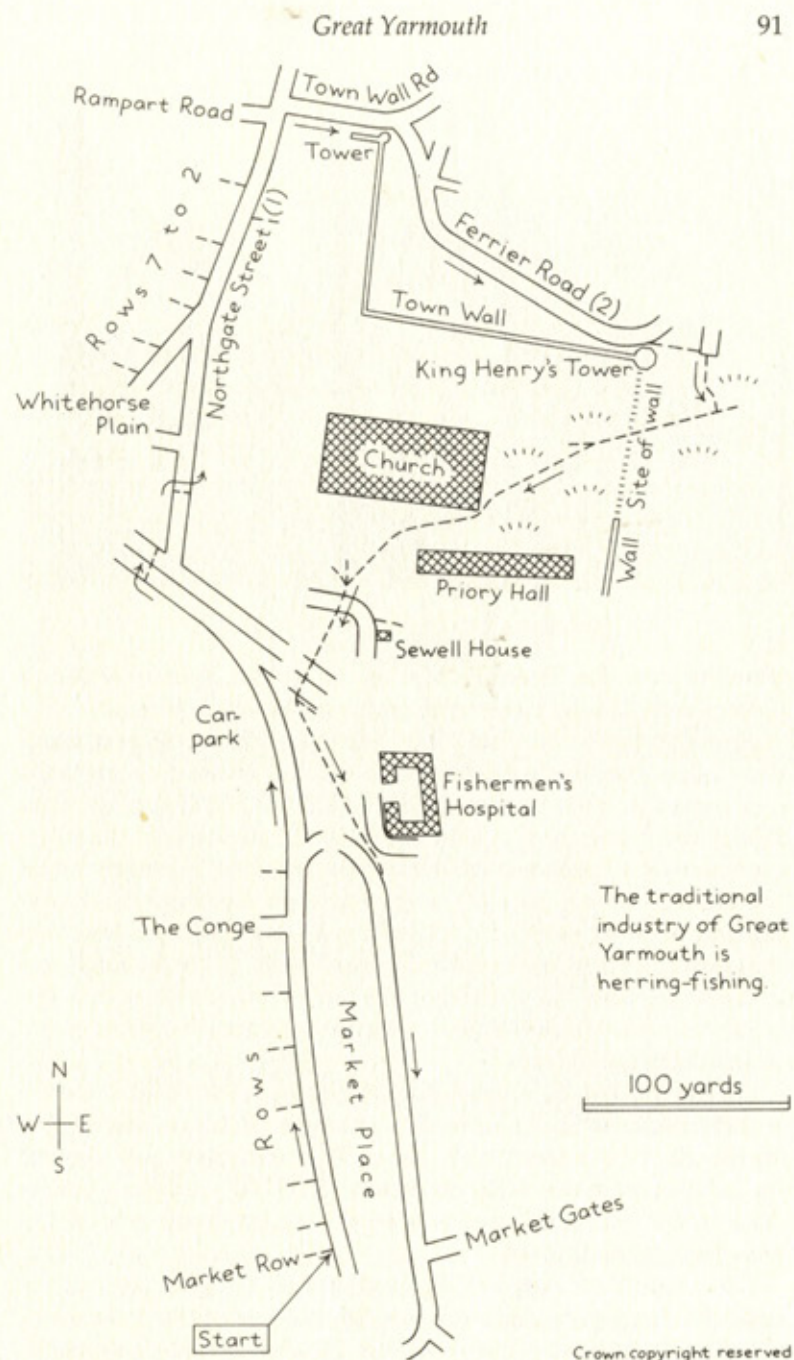 Great Yarmouth
91
Town Wall Rd
Rampart Road
Tower
Rows 7 to 2
Northgate Street (1)
Ferrier Road (2)
Town Wall
King Henry's Tower
Whitehorse
Plain
Church
Site of wall
Wall
Priory Hall
Sewell House
Car-
park
Fishermen's
Hospital
The traditional
industry of Great
Yarmouth is
herring-fishing.
The Conge
Market Place
Rows
N
W E
S
100 yards
Market Gates
Market Row
Start
Crown copyright reserved